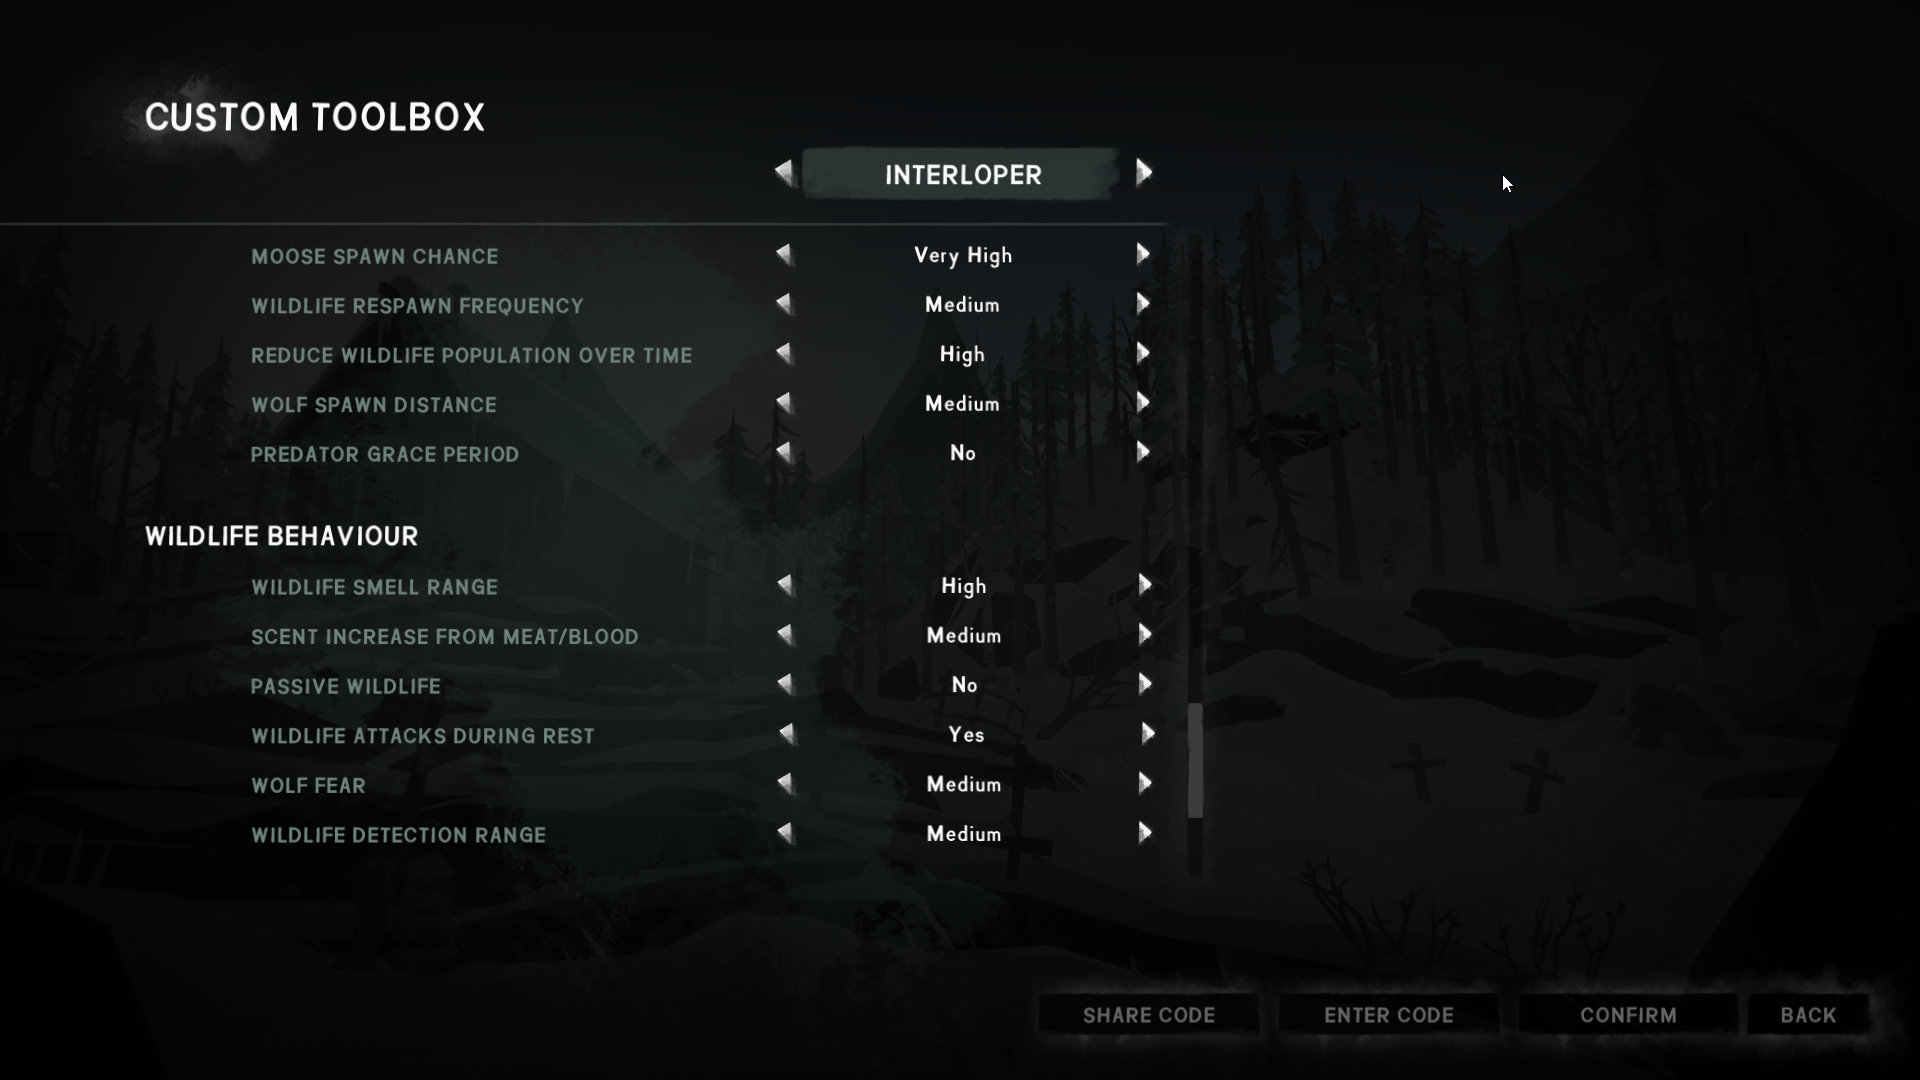 CUSTOM TOOLBOX
INTERLOPER
MOOSE SPAWN CHANCE Very High
WILDLIFE RESPAWN FREQUENCY Medium
REDUCE WILDLIFE POPULATION OVER TIME High
WOLF SPAWN DISTANCE Medium
PREDATOR GRACE PERIOD No
WILDLIFE BEHAVIOUR
WILDLIFE SMELL RANGE High
SCENT INCREASE FROM MEAT/BLOOD Medium
PASSIVE WILDLIFE No
WILDLIFE ATTACKS DURING REST Yes
WOLF FEAR Medium
WILDLIFE DETECTION RANGE Medium
SHARE CODE ENTER CODE CONFIRM BACK